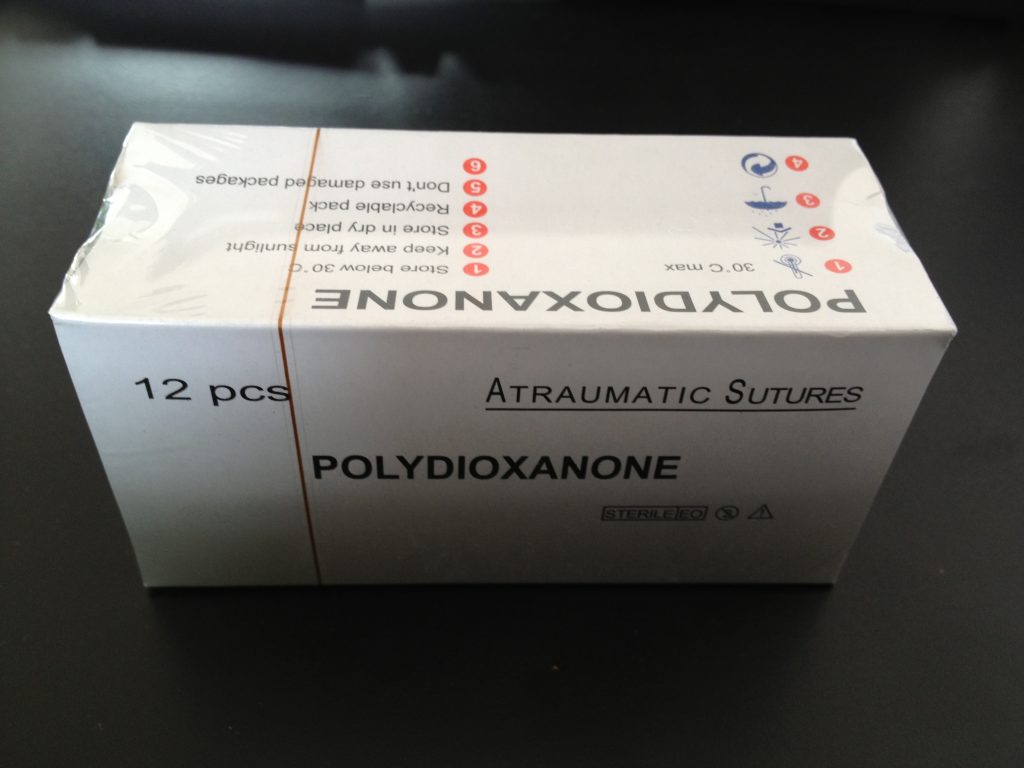 POLYDIOXANONE
1 30°C max
2
3
4
1 Store below 30°C
2 Keep away from sunlight
3 Store in dry place
4 Recyclable pack
5 Don't use damaged packages
6
12 pcs
ATRAUMATIC SUTURES
POLYDIOXANONE
STERILE EO 2